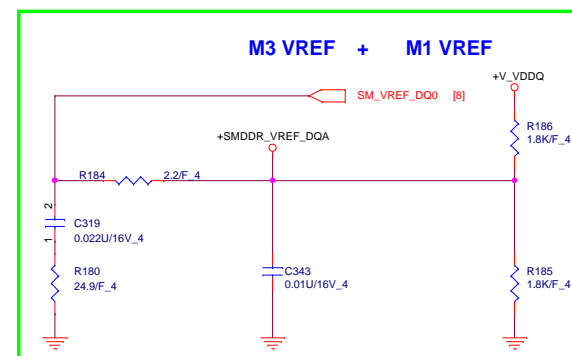 M3 VREF + M1 VREF
SM_VREF_DQ0 [8]
+V_VDDQ
+SMDDR_VREF_DQA
R186
1.8K/F_4
R184 2.2/F_4
2
C319
1
0.022U/16V_4
R180
24.9/F_4
C343
0.01U/16V_4
R185
1.8K/F_4